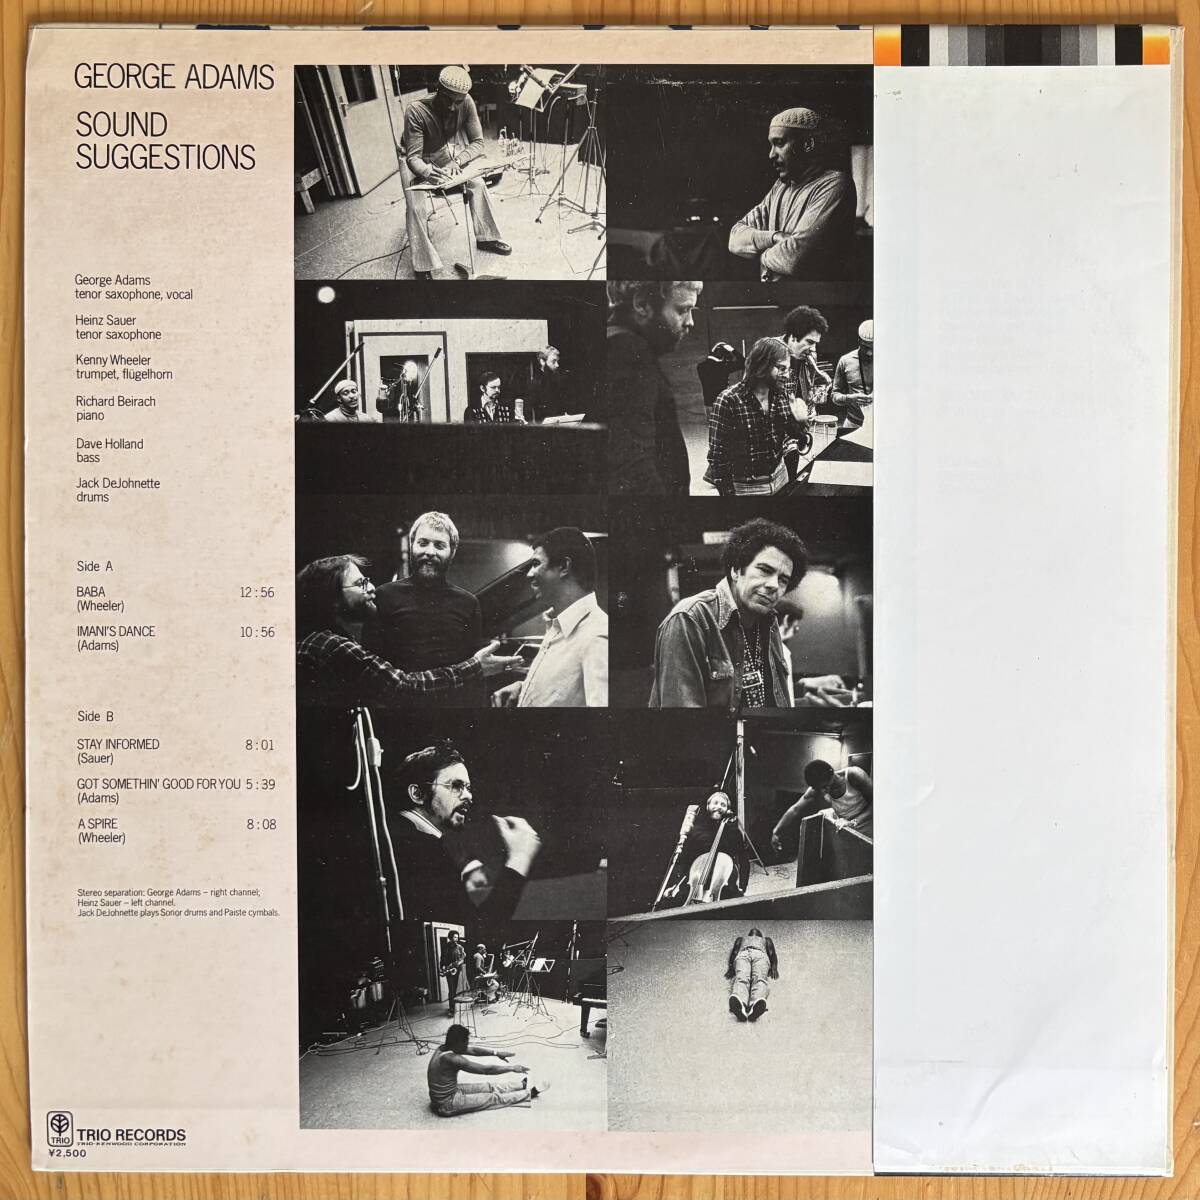 GEORGE ADAMS
SOUND
SUGGESTIONS
George Adams
tenor saxophone, vocal
Heinz Sauer
tenor saxophone
Kenny Wheeler
trumpet, flügelhorn
Richard Beirach
piano
Dave Holland
bass
Jack DeJohnette
drums
Side A
BABA 12:56
(Wheeler)
IMANI'S DANCE 10:56
(Adams)
Side B
STAY INFORMED 8:01
(Sauer)
GOT SOMETHIN' GOOD FOR YOU 5:39
(Adams)
A SPIRE 8:08
(Wheeler)
Stereo separation: George Adams – right channel;
Heinz Sauer – left channel.
Jack DeJohnette plays Sonor drums and Paiste cymbals.
TRIO
TRIO RECORDS
TRIO-KENWOOD CORPORATION
¥2,500